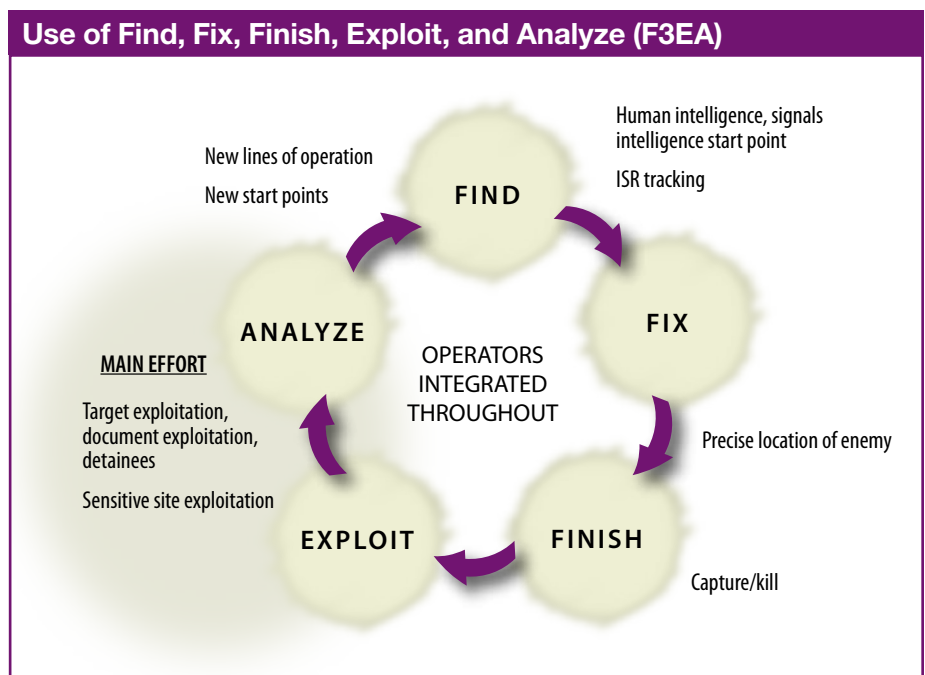 Use of Find, Fix, Finish, Exploit, and Analyze (F3EA)
New lines of operation
New start points
FIND
Human intelligence, signals
intelligence start point
ISR tracking
ANALYZE
FIX
OPERATORS
INTEGRATED
THROUGHOUT
MAIN EFFORT
Target exploitation,
document exploitation,
detainees
Sensitive site exploitation
Precise location of enemy
EXPLOIT
FINISH
Capture/kill